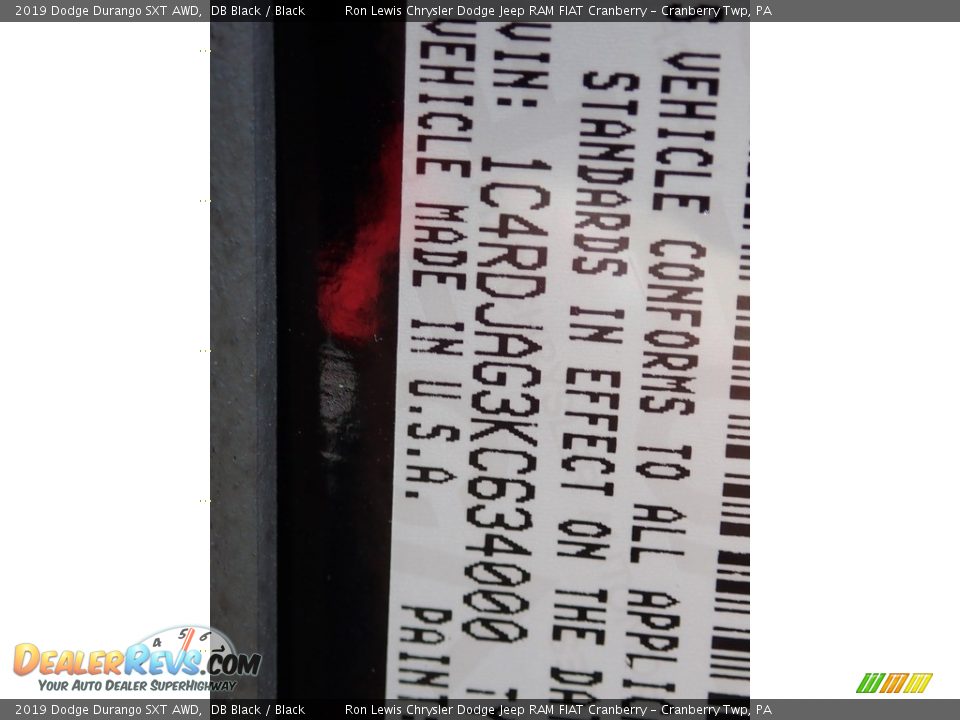 2019 Dodge Durango SXT AWD, DB Black / Black Ron Lewis Chrysler Dodge Jeep RAM FIAT Cranberry - Cranberry Twp, PA
VEHICLE CONFORMS TO ALL
STANDARDS IN EFFECT ON THE
VIN: 1C4RDJAG3KC634000
VEHICLE MADE IN U.S.A.
4 5 6
DEALERREVS.COM
YOUR AUTO DEALER SUPERHIGHWAY
2019 Dodge Durango SXT AWD, DB Black / Black Ron Lewis Chrysler Dodge Jeep RAM FIAT Cranberry - Cranberry Twp, PA